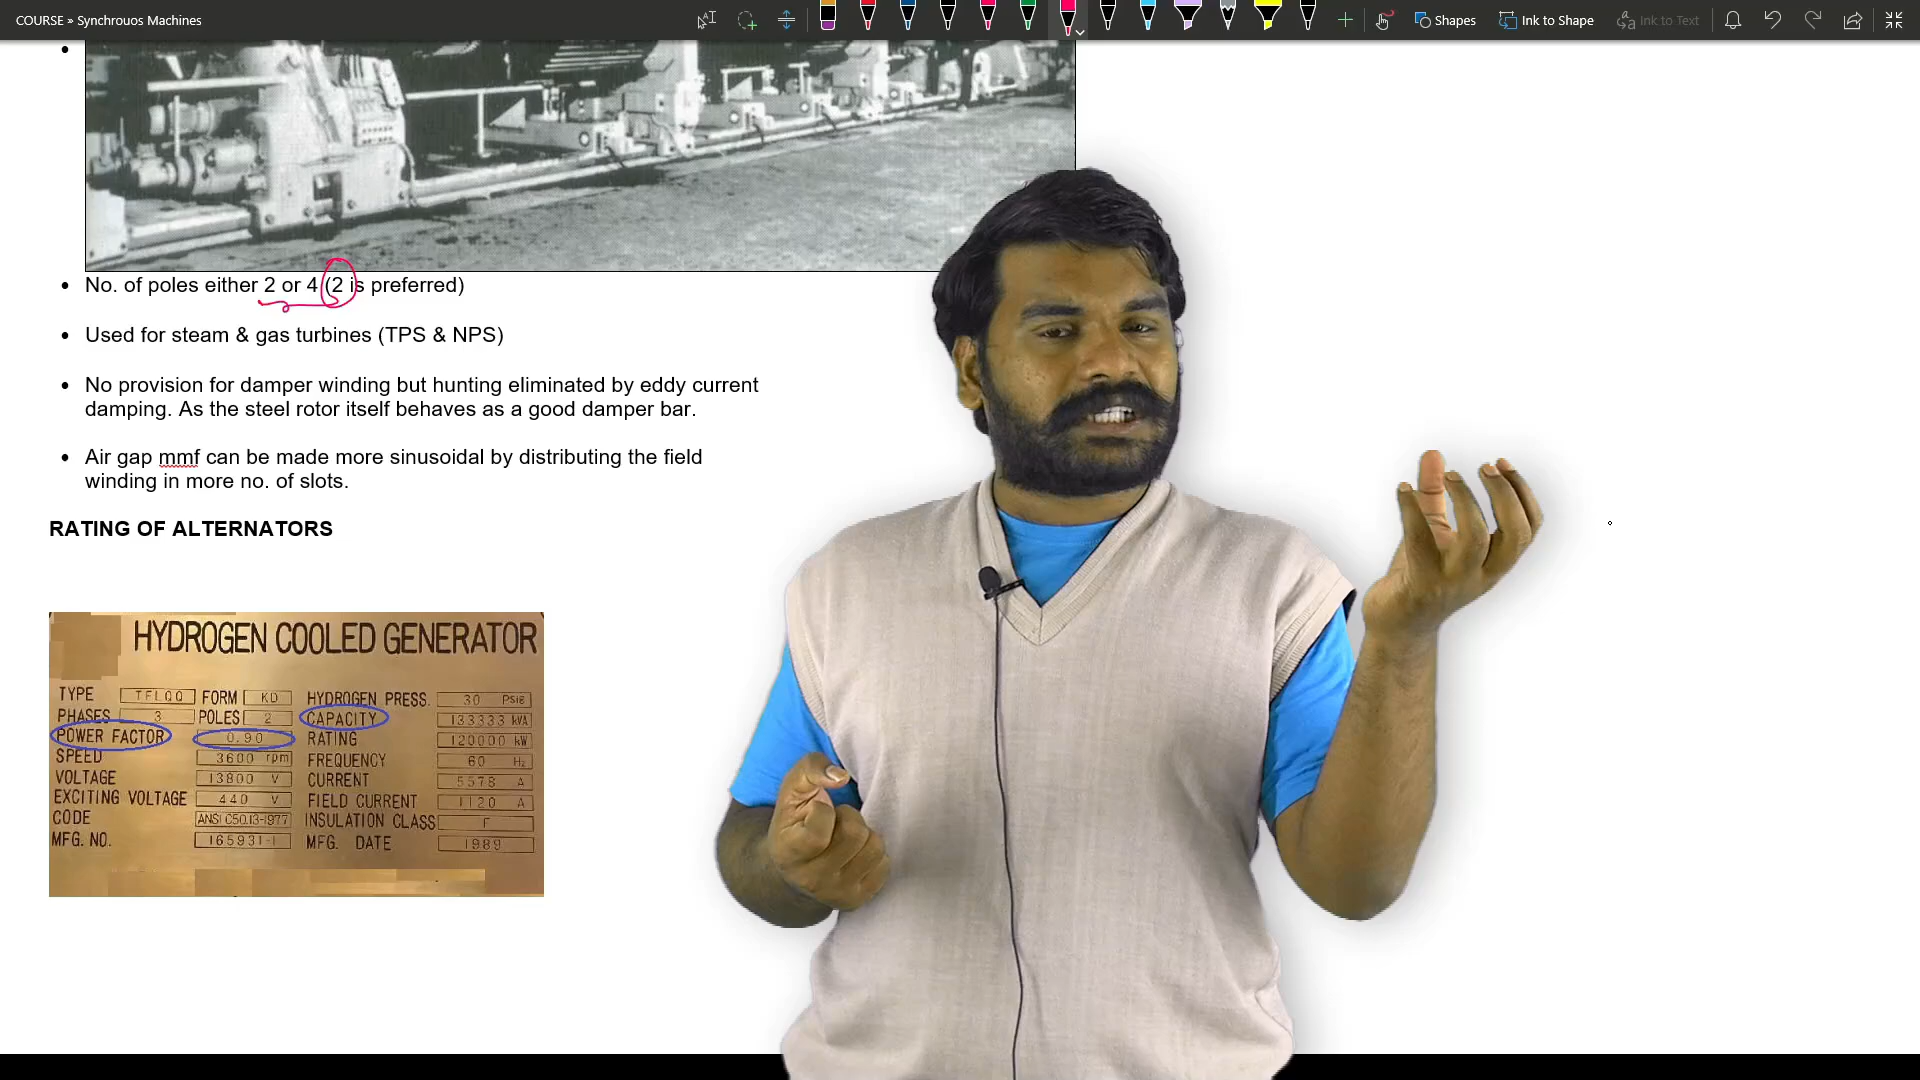 COURSE » Synchrouos Machines
Shapes
Ink to Shape
Ink to Text
No. of poles either 2 or 4 (2 is preferred)
Used for steam & gas turbines (TPS & NPS)
No provision for damper winding but hunting eliminated by eddy current
damping. As the steel rotor itself behaves as a good damper bar.
Air gap mmf can be made more sinusoidal by distributing the field
winding in more no. of slots.
RATING OF ALTERNATORS
HYDROGEN COOLED GENERATOR
TYPE TFLQQ FORM KD HYDROGEN PRESS. 30 PSIG
PHASES 3 POLES 2 CAPACITY 133333 kVA
POWER FACTOR 0.90 RATING 120000 kW
SPEED 3600 rpm FREQUENCY 60 Hz
VOLTAGE 13800 V CURRENT 5578 A
EXCITING VOLTAGE 440 V FIELD CURRENT 1120 A
CODE ANSI C50.13-1977 INSULATION CLASS F
MFG. NO. 165931-1 MFG. DATE 1989